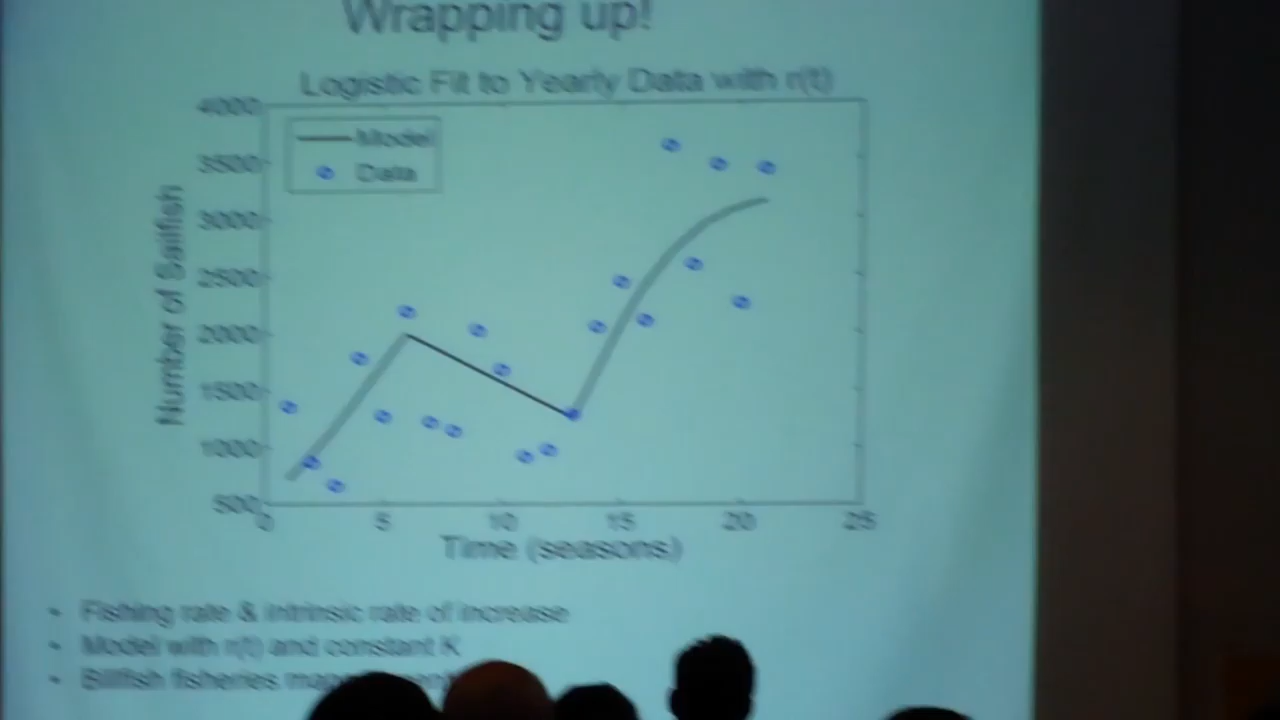 Wrapping up!
Logistic Fit to Yearly Data with r(t)
4000
3500
3000
2500
2000
1500
1000
500
Number of Sailfish
Model
Data
0 5 10 15 20 25
Time (seasons)
• Fishing rate & intrinsic rate of increase
• Model with r(t) and constant K
• Billfish fisheries